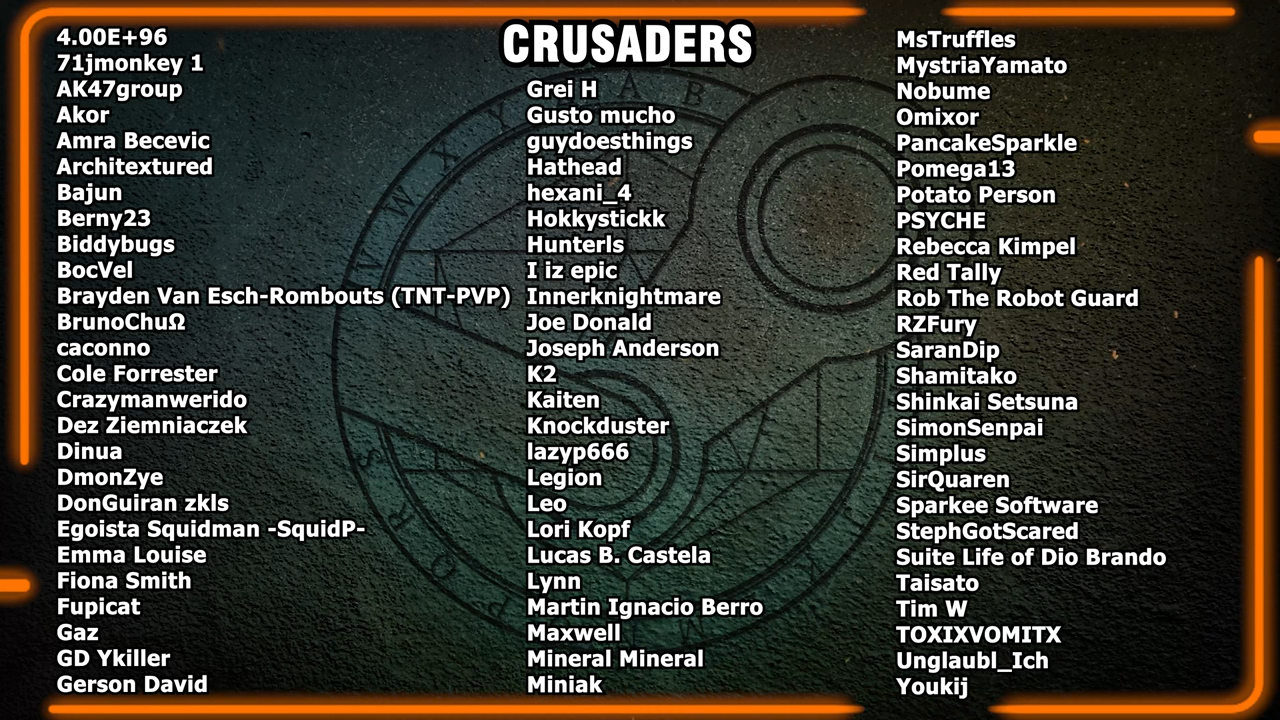 CRUSADERS
4.00E+96
71jmonkey 1
AK47group
Akor
Amra Becevic
Architextured
Bajun
Berny23
Biddybugs
BocVel
Brayden Van Esch-Rombouts (TNT-PVP)
BrunoChuΩ
caconno
Cole Forrester
Crazymanwerido
Dez Ziemniaczek
Dinua
DmonZye
DonGuiran zkls
Egoista Squidman -SquidP-
Emma Louise
Fiona Smith
Fupicat
Gaz
GD Ykiller
Gerson David
Grei H
Gusto mucho
guydoesthings
Hathead
hexani_4
Hokkystickk
Hunterls
I iz epic
Innerknightmare
Joe Donald
Joseph Anderson
K2
Kaiten
Knockduster
lazyp666
Legion
Leo
Lori Kopf
Lucas B. Castela
Lynn
Martin Ignacio Berro
Maxwell
Mineral Mineral
Miniak
MsTruffles
MystriaYamato
Nobume
Omixor
PancakeSparkle
Pomega13
Potato Person
PSYCHE
Rebecca Kimpel
Red Tally
Rob The Robot Guard
RZFury
SaranDip
Shamitako
Shinkai Setsuna
SimonSenpai
Simplus
SirQuaren
Sparkee Software
StephGotScared
Suite Life of Dio Brando
Taisato
Tim W
TOXIXVOMITX
Unglaubl_Ich
Youkij